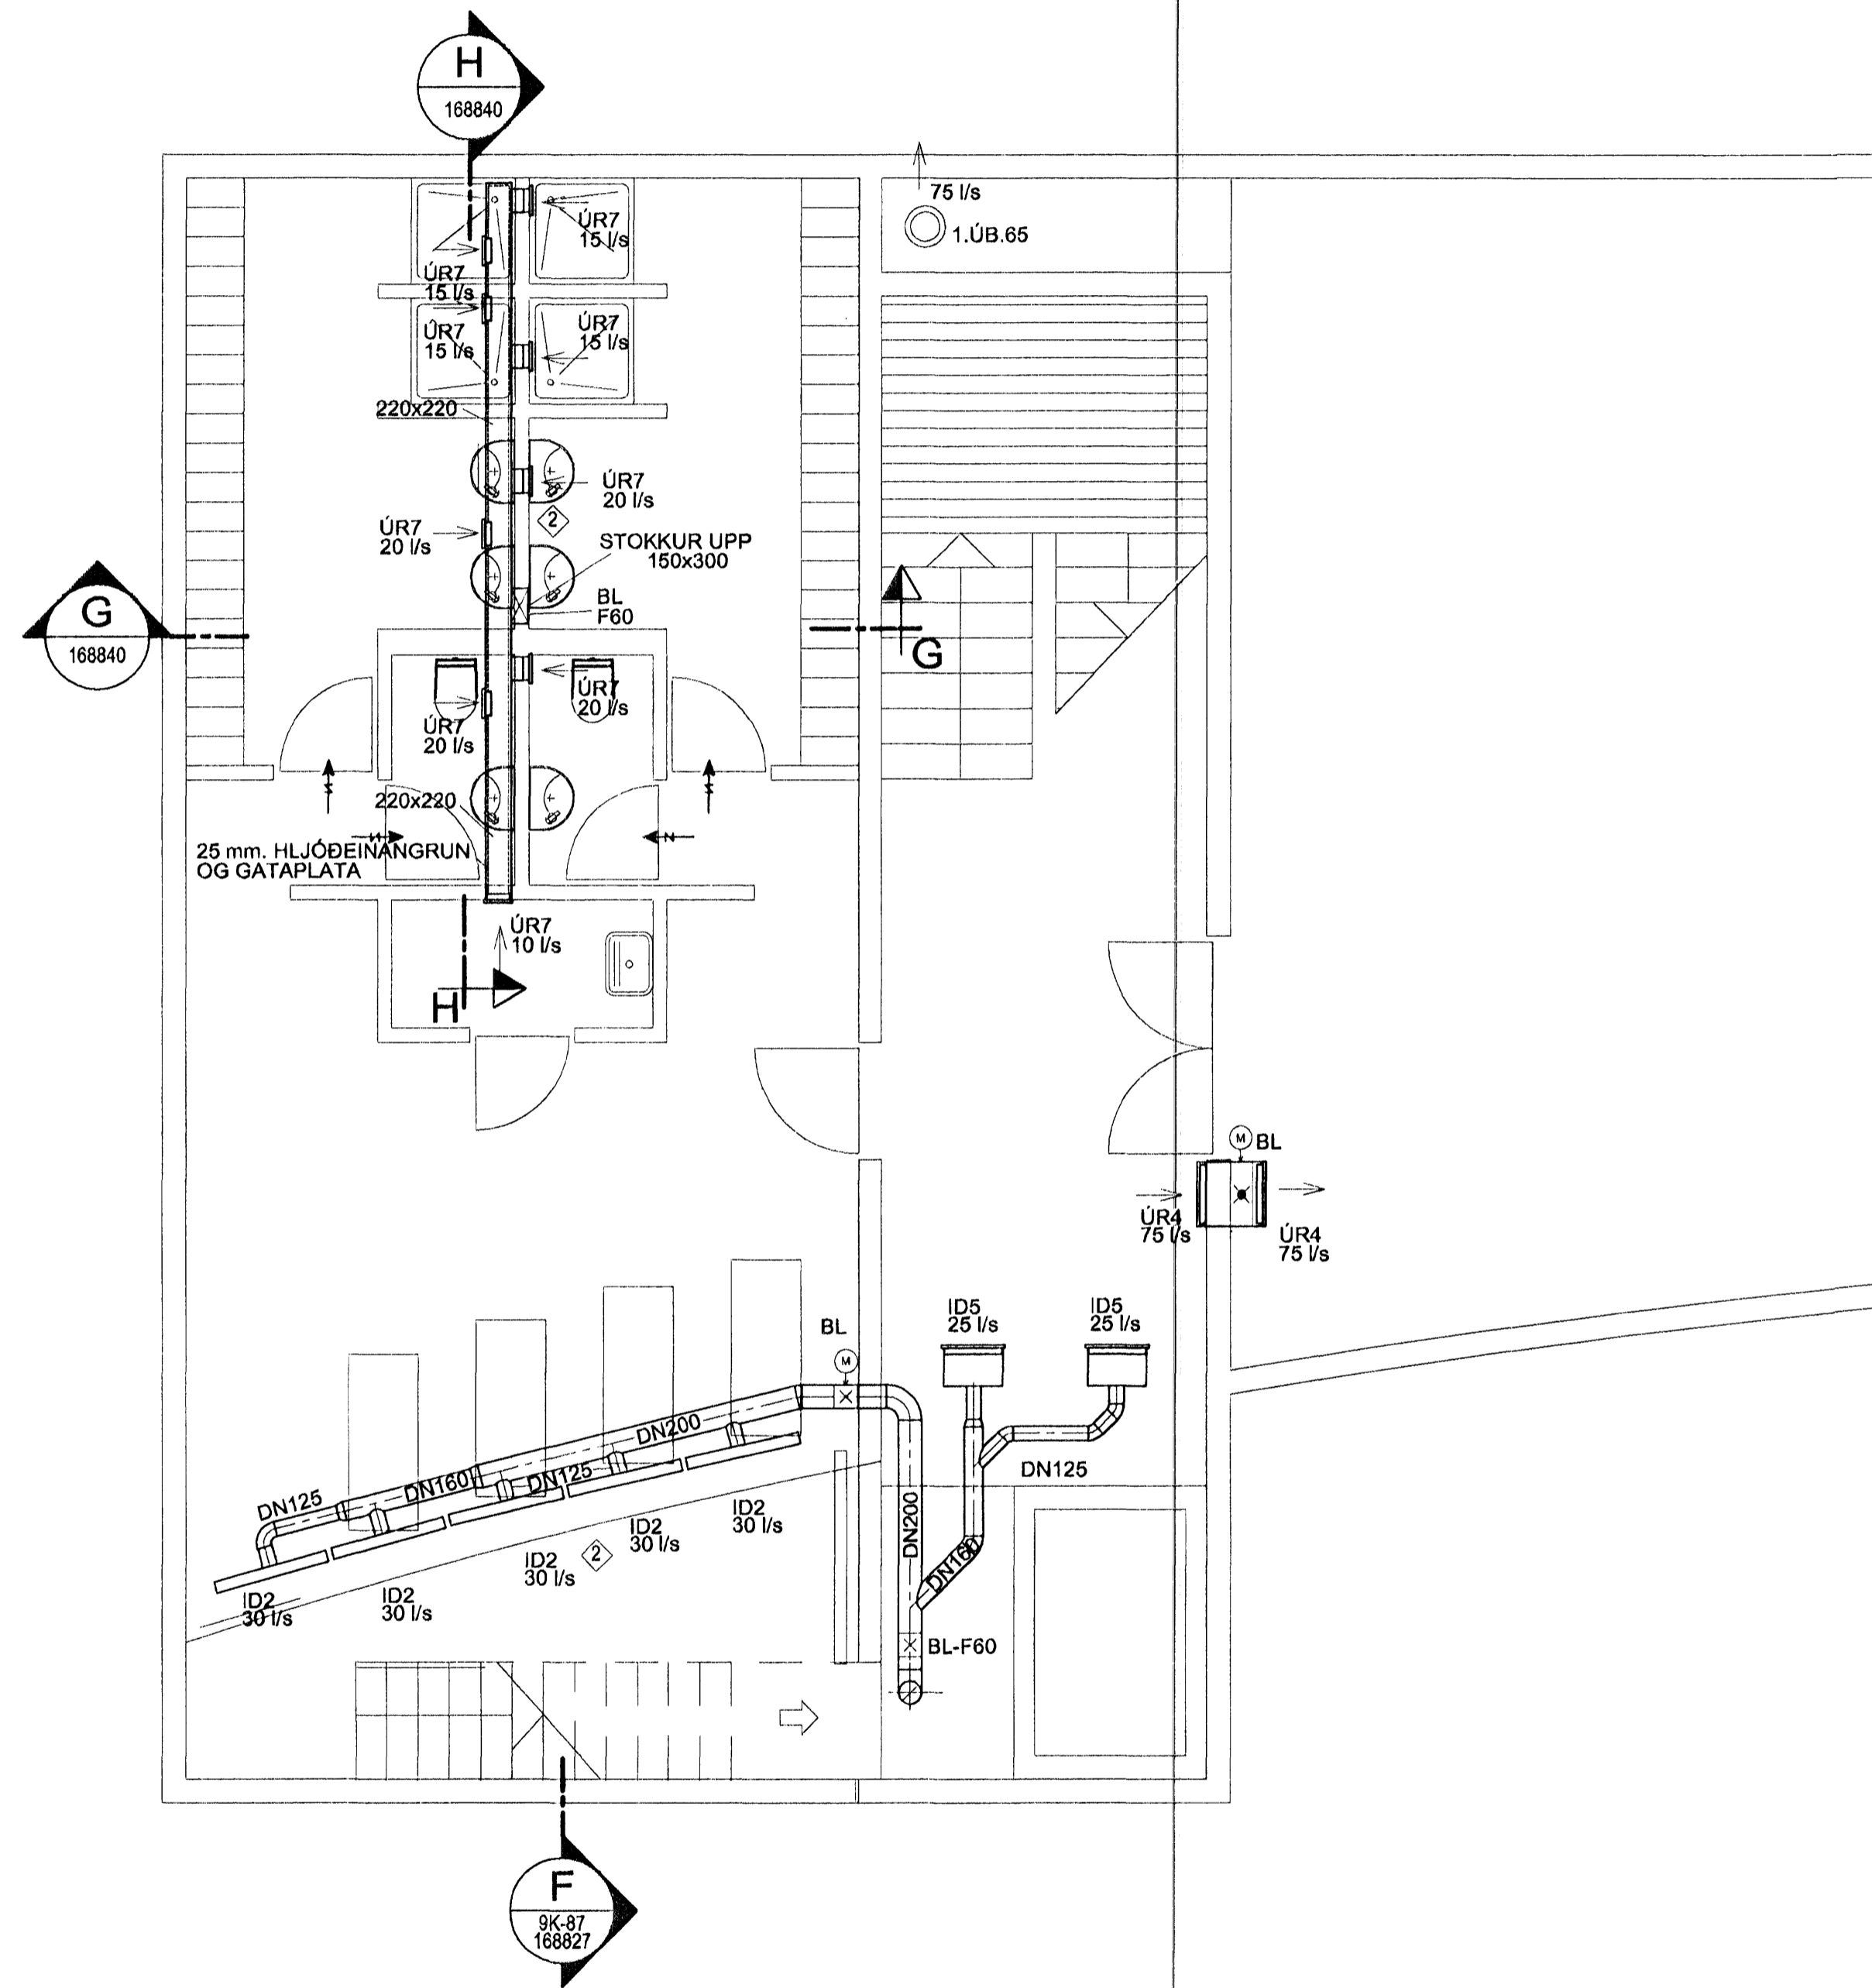 H
168840
75 l/s
1.ÚB.65
ÚR7
15 l/s
ÚR7
15 l/s
ÚR7
15 l/s
ÚR7
15 l/s
220x220
ÚR7
20 l/s
2
ÚR7
20 l/s
STOKKUR UPP
150x300
BL
F60
G
168840
G
ÚR7
20 l/s
ÚR7
20 l/s
220x220
25 mm. HLJÓÐEINANGRUN
OG GATAPLATA
ÚR7
10 l/s
H
M
BL
ÚR4
75 l/s
ÚR4
75 l/s
ID5
25 l/s
ID5
25 l/s
BL
M
DN200
DN125
DN160
DN125
DN125
DN200
DN160
ID2
30 l/s
ID2
30 l/s
ID2
30 l/s
2
ID2
30 l/s
ID2
30 l/s
BL-F60
F
9K-87
168827